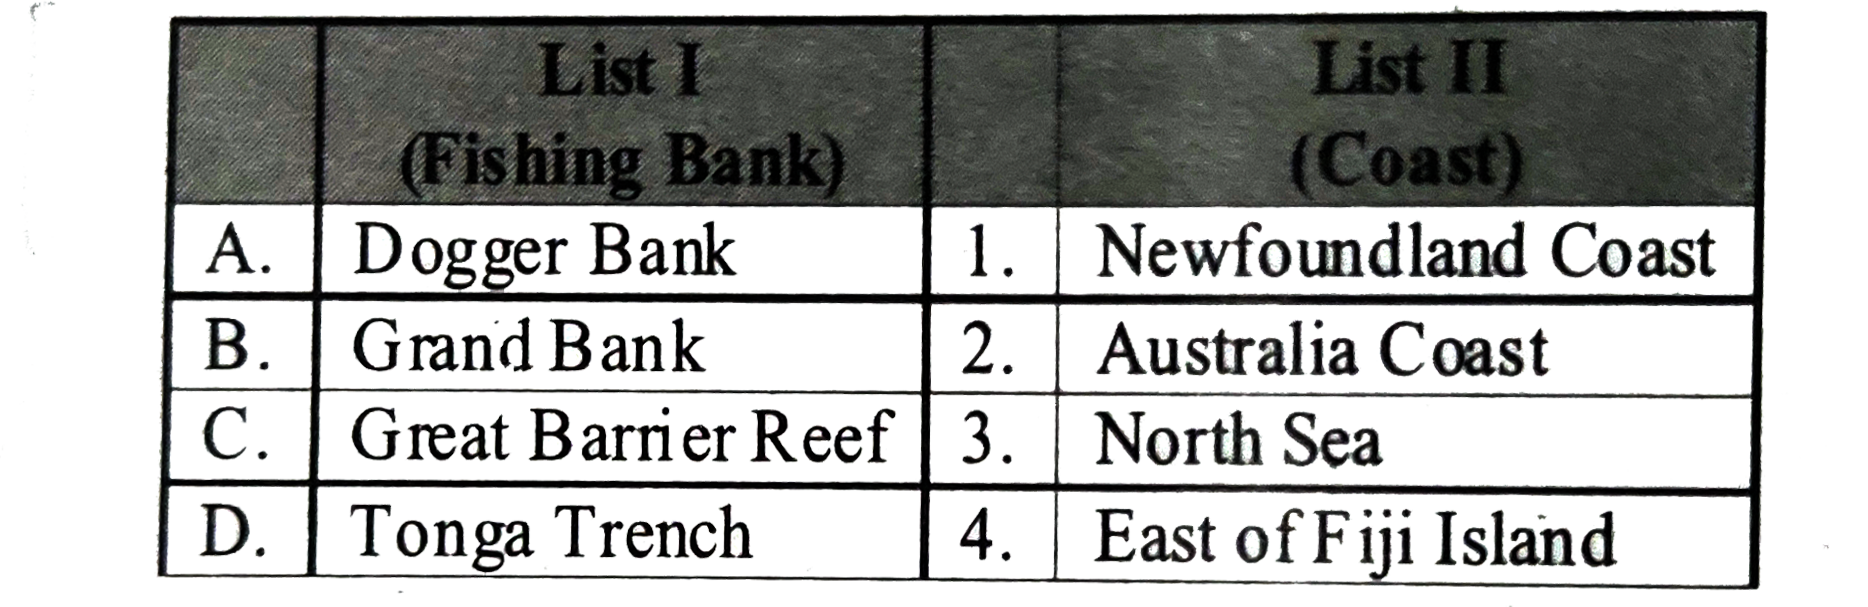 List I
(Fishing Bank)
List II
(Coast)
A. Dogger Bank 1. Newfoundland Coast
B. Grand Bank 2. Australia Coast
C. Great Barrier Reef 3. North Sea
D. Tonga Trench 4. East of Fiji Island